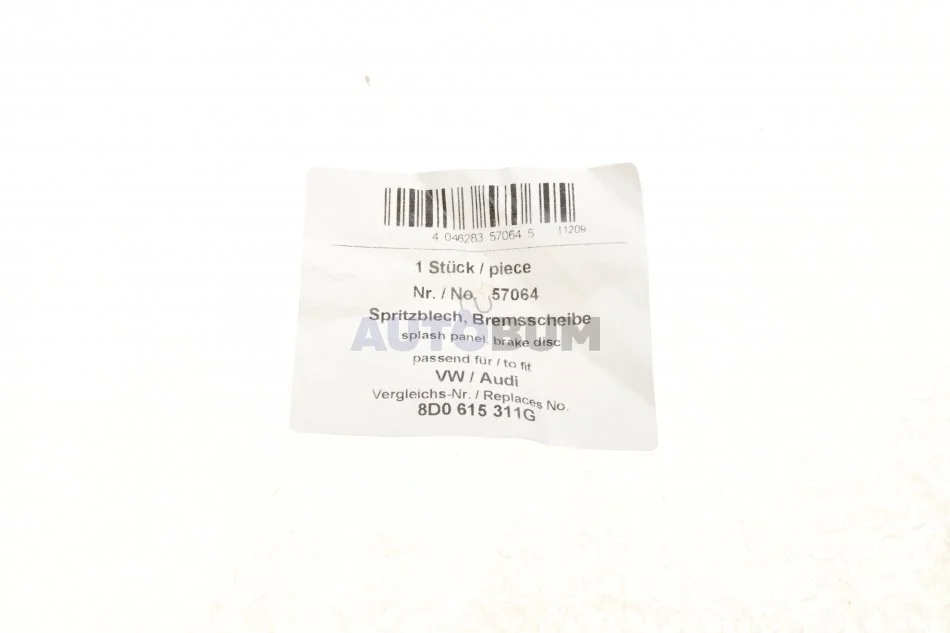 4 046283 57064 5 11209
1 Stück / piece
Nr. / No. 57064
Spritzblech, Bremsscheibe
AUTOBUM
splash panel, brake disc
passend für / to fit
VW / Audi
Vergleichs-Nr. / Replaces No.
8D0 615 311G